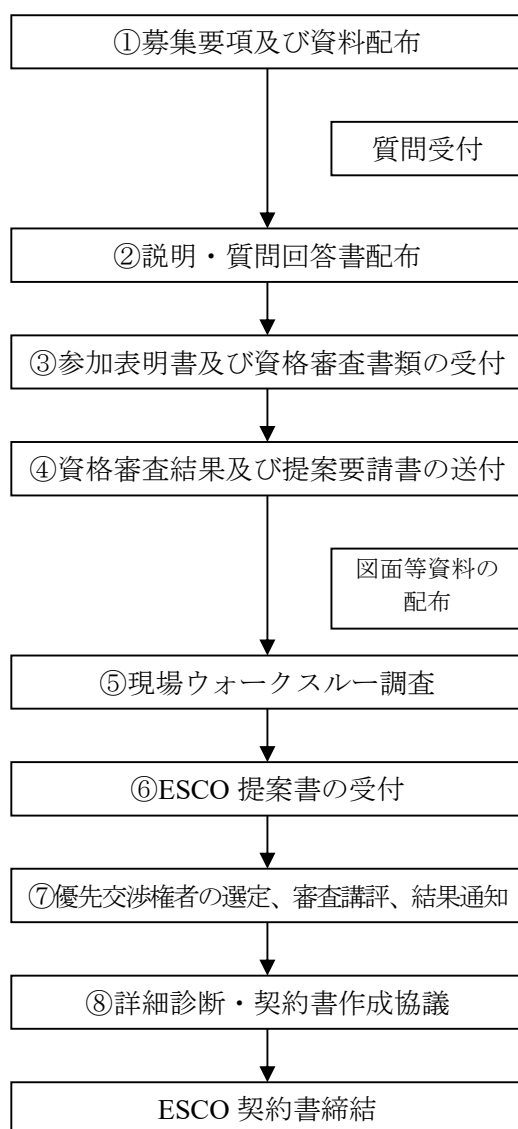 ①募集要項及び資料配布
質問受付
②説明・質問回答書配布
③参加表明書及び資格審査書類の受付
④資格審査結果及び提案要請書の送付
図面等資料の
配布
⑤現場ウォークスルー調査
⑥ESCO 提案書の受付
⑦優先交渉権者の選定、審査講評、結果通知
⑧詳細診断・契約書作成協議
ESCO 契約書締結